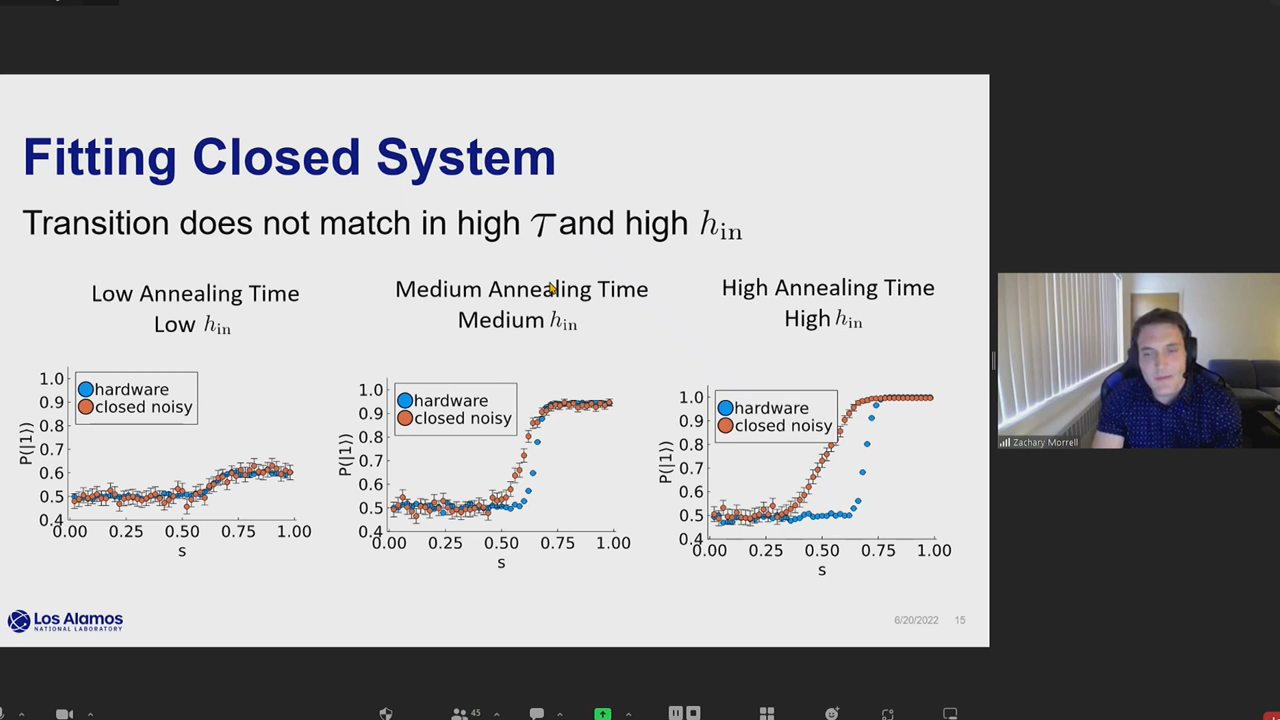 Fitting Closed System
Transition does not match in high τ and high h_in
Low Annealing Time
Low h_in
Medium Annealing Time
Medium h_in
High Annealing Time
High h_in
1.0
0.9
0.8
0.7
0.6
0.5
0.4
P(|1⟩)
hardware
closed noisy
0.00 0.25 0.50 0.75 1.00
s
1.0
0.9
0.8
0.7
0.6
0.5
0.4
P(|1⟩)
hardware
closed noisy
0.00 0.25 0.50 0.75 1.00
s
1.0
0.9
0.8
0.7
0.6
0.5
0.4
P(|1⟩)
hardware
closed noisy
0.00 0.25 0.50 0.75 1.00
s
Los Alamos
NATIONAL LABORATORY
6/20/2022 15
Zachary Morrell
45